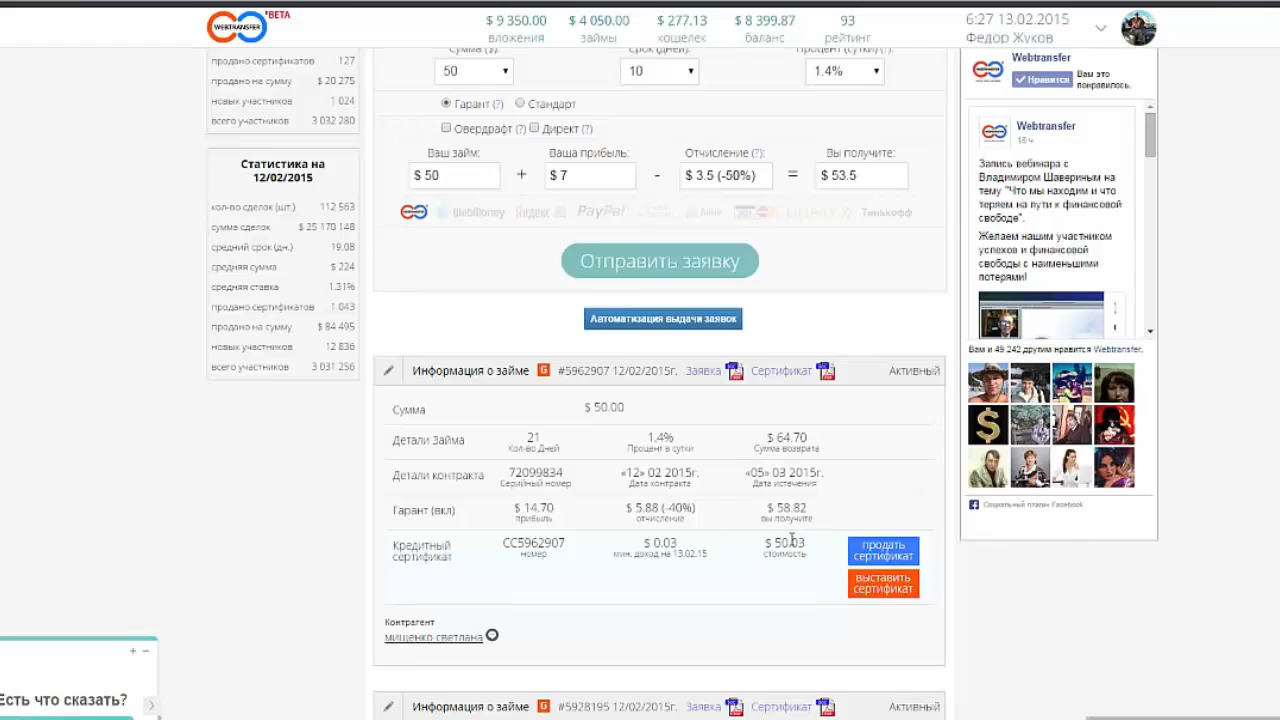 WEBTRANSFER BETA
$ 9 350.00 $ 4 050.00 $ 277.13 $ 8 399.87 93
вложения займы кошелек баланс рейтинг
6:27 13.02.2015
Федор Жуков
продано сертификатов 127
продано на сумму $ 20 275
новых участников 1 024
всего участников 3 032 280
Статистика на
12/02/2015
кол-во сделок (шт.) 112 563
сумма сделок $ 25 170 148
средний срок (дн.) 19.08
средняя сумма $ 224
средняя ставка 1.31%
продано сертификатов 1 043
продано на сумму $ 84 495
новых участников 12 836
всего участников 3 031 256
Сумма ($): Срок (дней): Процент (сутки) (?):
50 10 1.4%
Гарант (?) Стандарт
Овердрафт (?) Директ (?)
Ваш займ: Ваша прибыль: Отчисление (?): Вы получите:
$ 50 + $ 7 - $ 3.5 (-50%) = $ 53.5
WebMoney Яндекс PayPal Тинькофф
Отправить заявку
Автоматизация выдачи заявок
Информация о займе G #5962907 12/02/2015г. Заявка Сертификат Активный
Сумма $ 50.00
Детали Займа 21 1.4% $ 64.70
Кол-во Дней Процент в сутки Сумма возврата
Детали контракта 72099834 «12» 02 2015г. «05» 03 2015г.
Серийный номер Дата контракта Дата истечения
Гарант (вкл) $ 14.70 $ 5.88 (-40%) $ 58.82
прибыль отчисление вы получите
Кредитный сертификат CC5962907 $ 0.03 $ 50.03
номер мин. доход на 13.02.15 стоимость
продать сертификат
выставить сертификат
Контрагент
мищенко светлана
Информация о займе G #5928195 12/02/2015г. Заявка Сертификат Активный
Webtransfer
Нравится Вам это понравилось.
Webtransfer
16 ч
Запись вебинара с
Владимиром Шавериным на
тему "Что мы находим и что
теряем на пути к финансовой
свободе".
Желаем нашим участником
успехов и финансовой
свободы с наименьшими
потерями!
Вам и 49 242 другим нравится Webtransfer.
Социальный плагин Facebook
+ −
Есть что сказать?